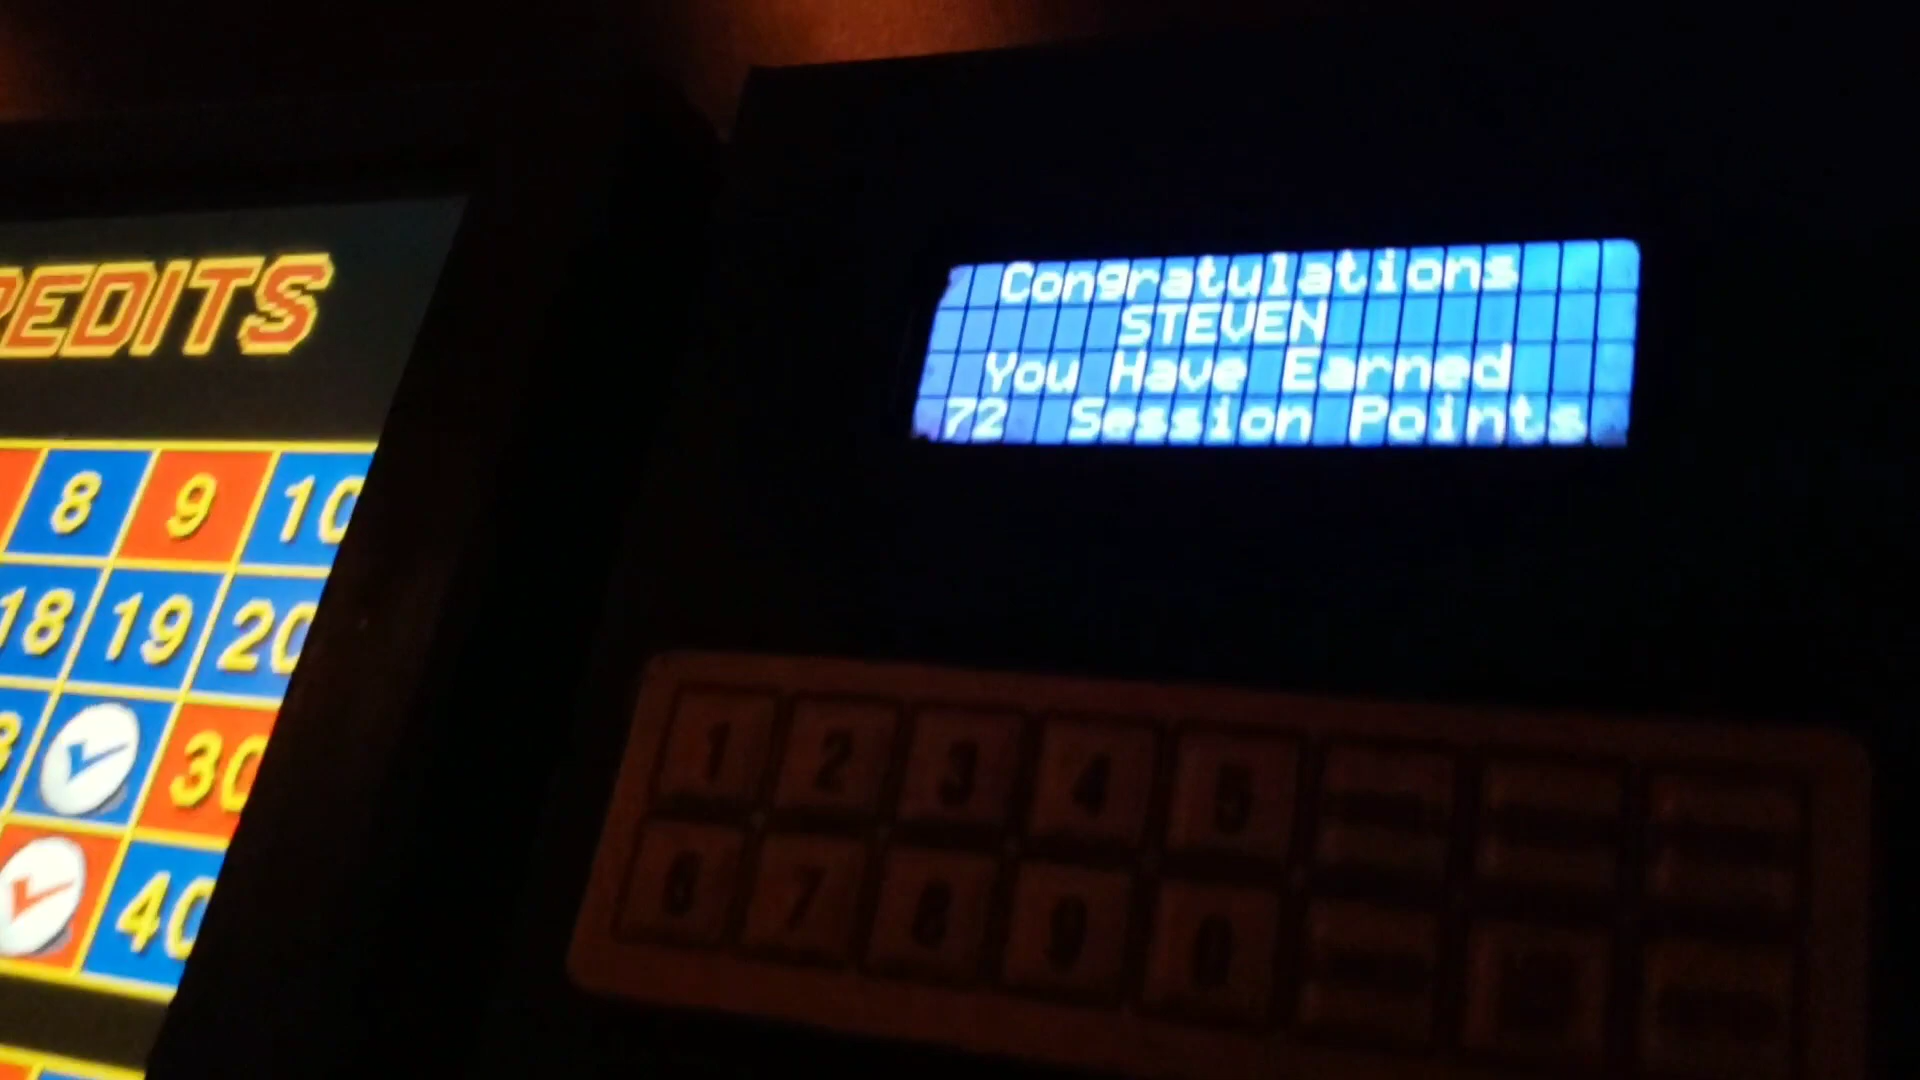 REDITS
8 9 10
18 19 20
30
40
Congratulations
STEVEN
You Have Earned
72 Session Points
1 2 3 4 5
6 7 8 9 0